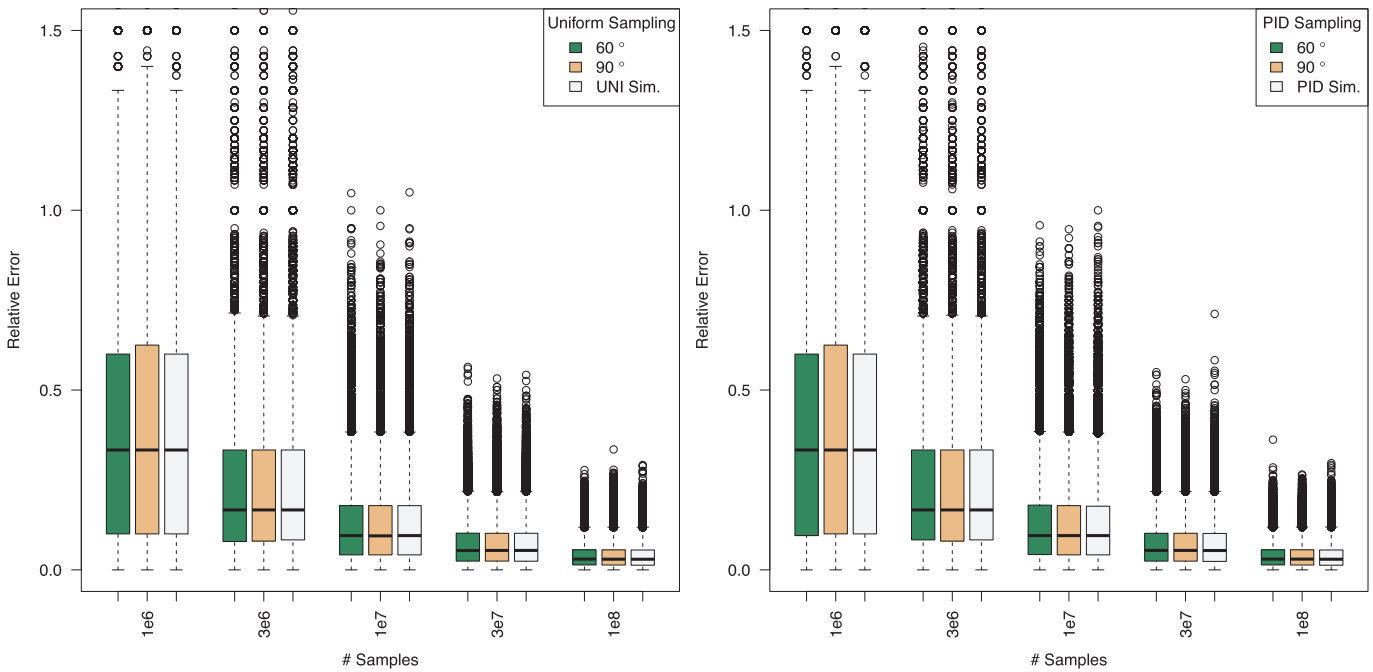 Relative Error
1.5
1.0
0.5
0.0
Uniform Sampling
60 °
90 °
UNI Sim.
1e6
3e6
1e7
3e7
1e8
# Samples
Relative Error
1.5
1.0
0.5
0.0
PID Sampling
60 °
90 °
PID Sim.
1e6
3e6
1e7
3e7
1e8
# Samples